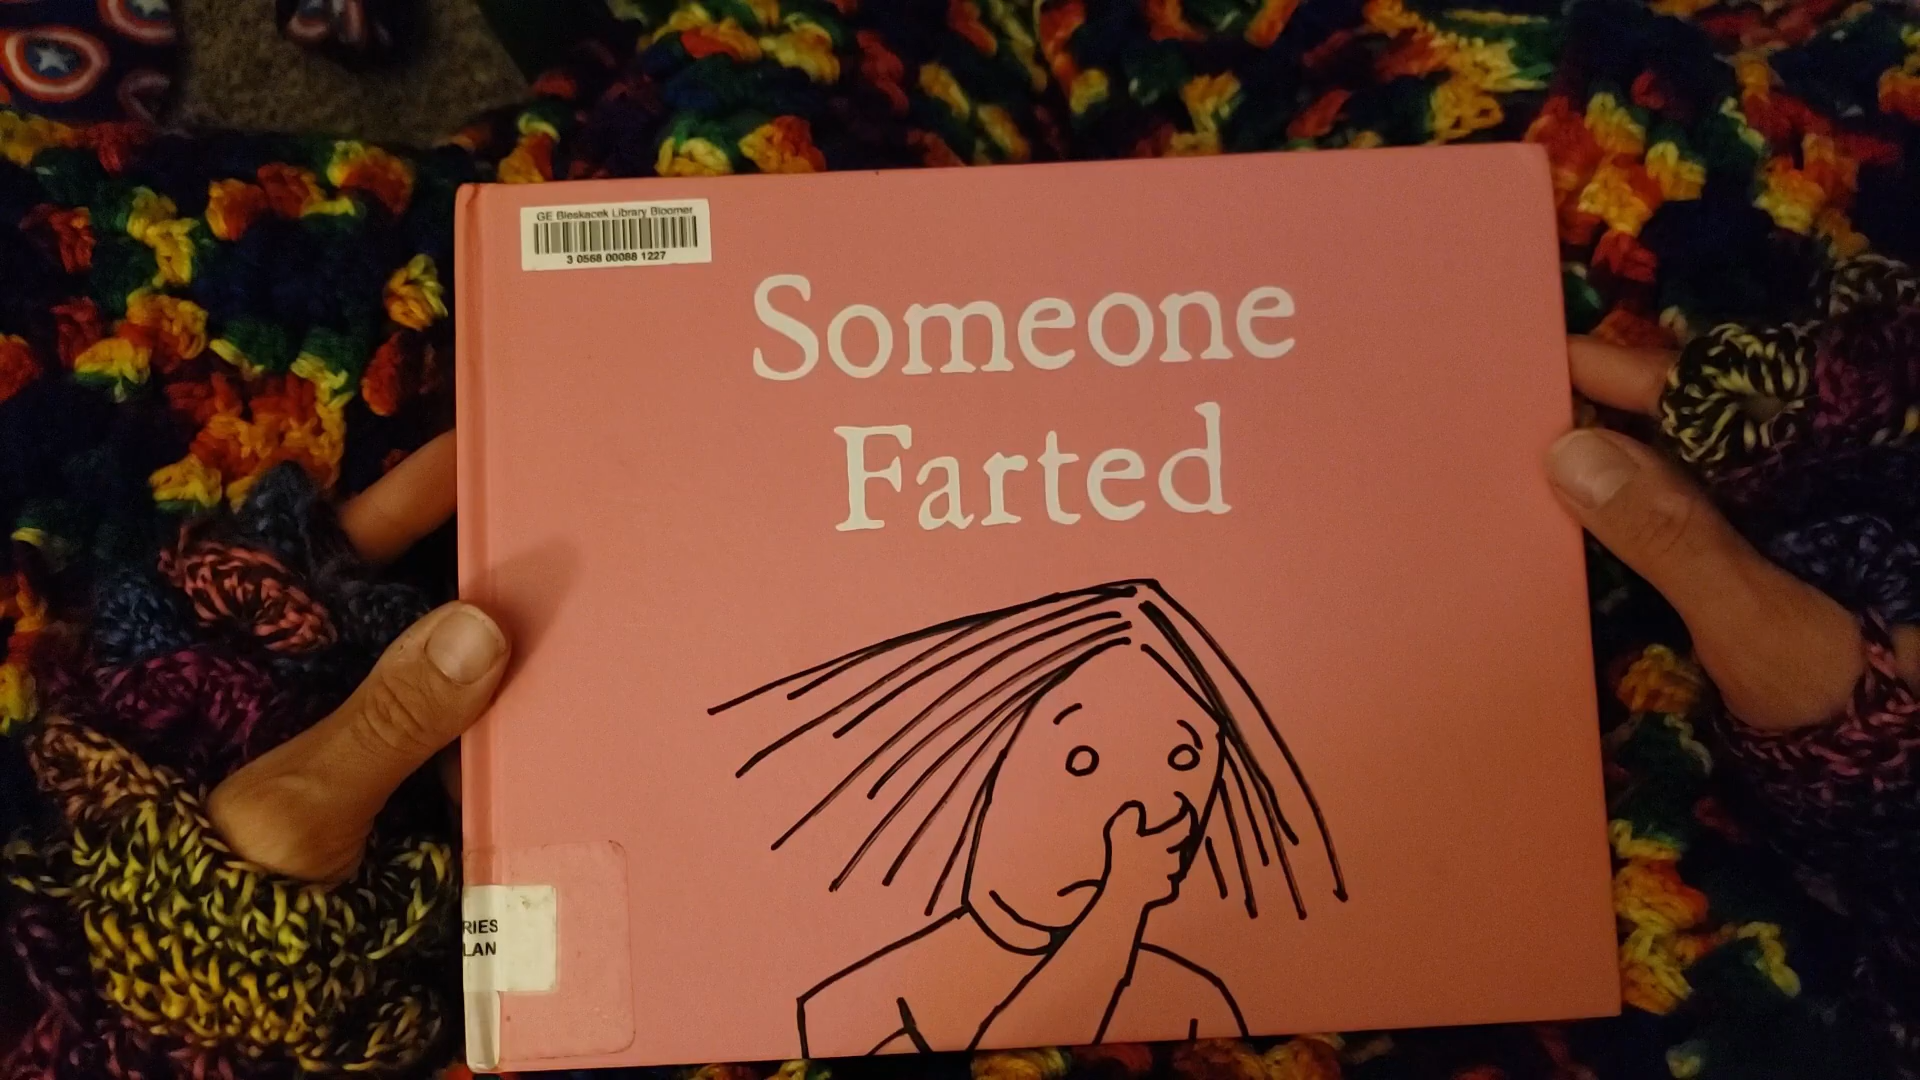 GE Bleskacek Library Bloomer
3 0568 00088 1227
Someone
Farted
RIES
LAN